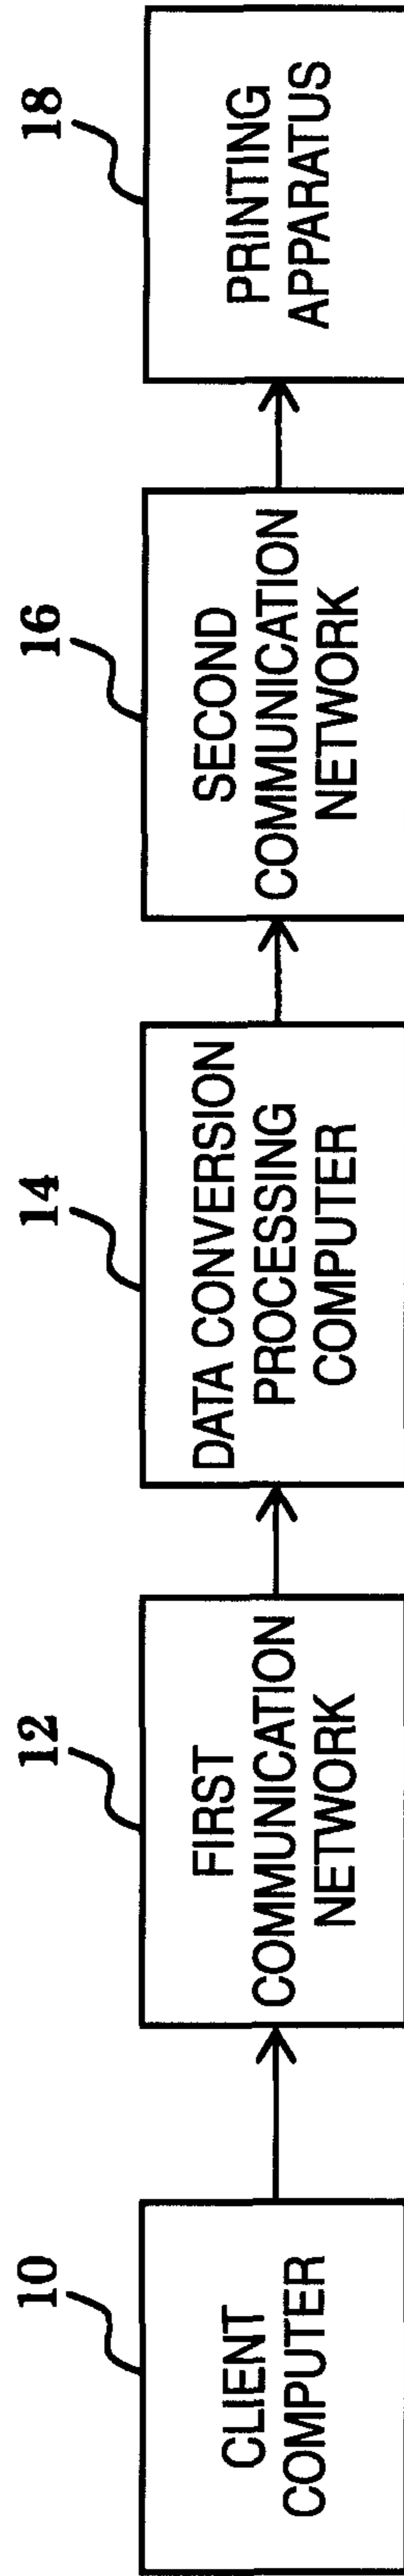 10
CLIENT
COMPUTER
12
FIRST
COMMUNICATION
NETWORK
14
DATA CONVERSION
PROCESSING
COMPUTER
16
SECOND
COMMUNICATION
NETWORK
18
PRINTING
APPARATUS